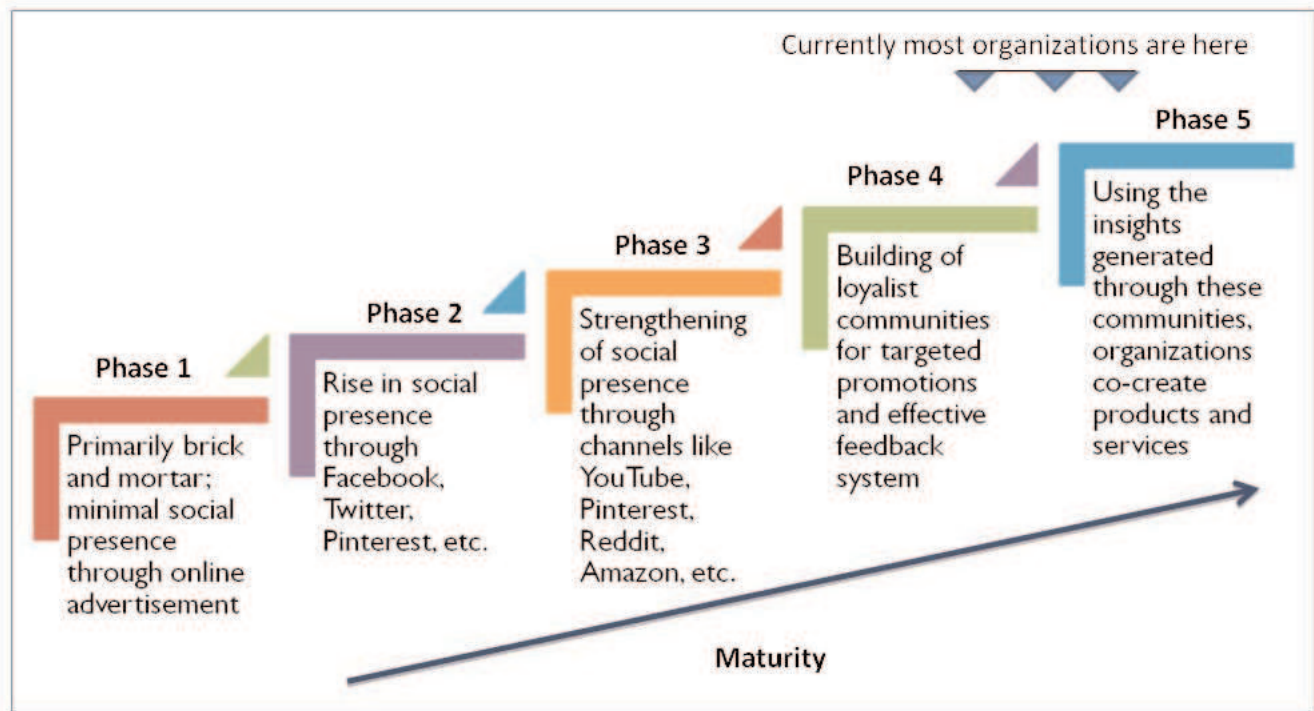 Currently most organizations are here
Phase 1
Primarily brick
and mortar;
minimal social
presence
through online
advertisement
Phase 2
Rise in social
presence
through
Facebook,
Twitter,
Pinterest, etc.
Phase 3
Strengthening
of social
presence
through
channels like
YouTube,
Pinterest,
Reddit,
Amazon, etc.
Phase 4
Building of
loyalist
communities
for targeted
promotions
and effective
feedback
system
Phase 5
Using the
insights
generated
through these
communities,
organizations
co-create
products and
services
Maturity